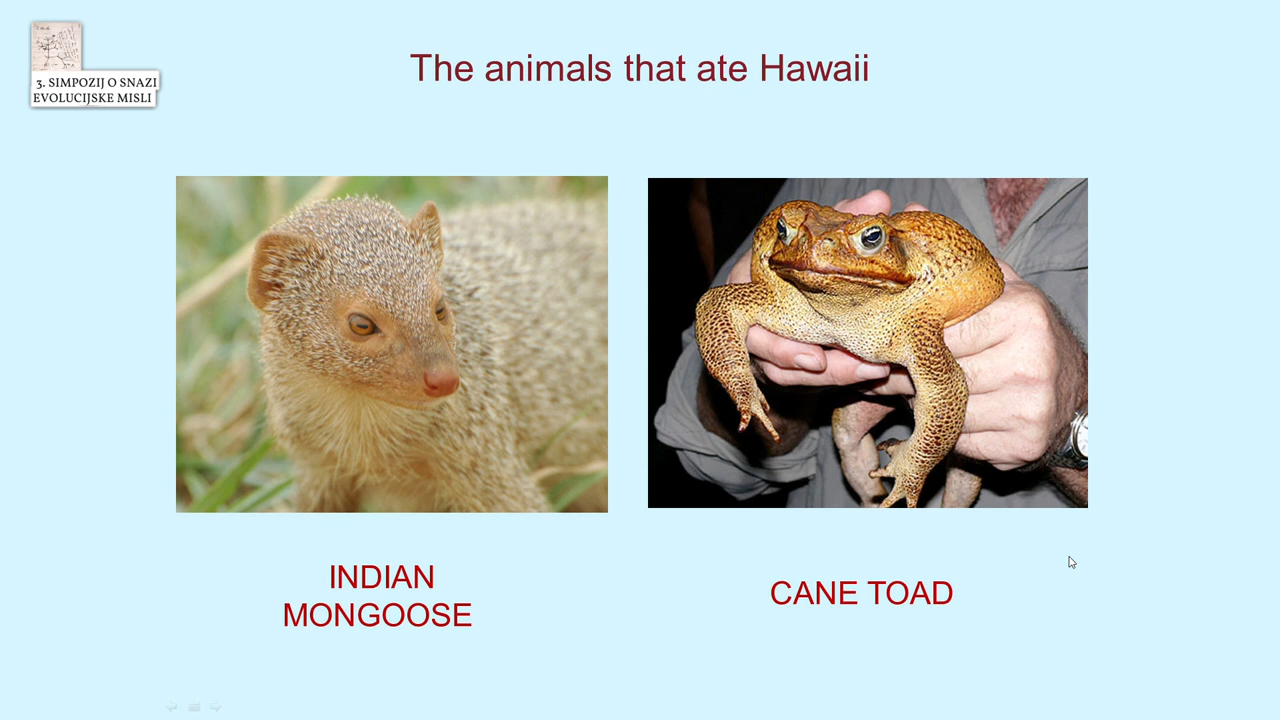 The animals that ate Hawaii
3. SIMPOZIJ O SNAZI
EVOLUCIJSKE MISLI
INDIAN
MONGOOSE
CANE TOAD